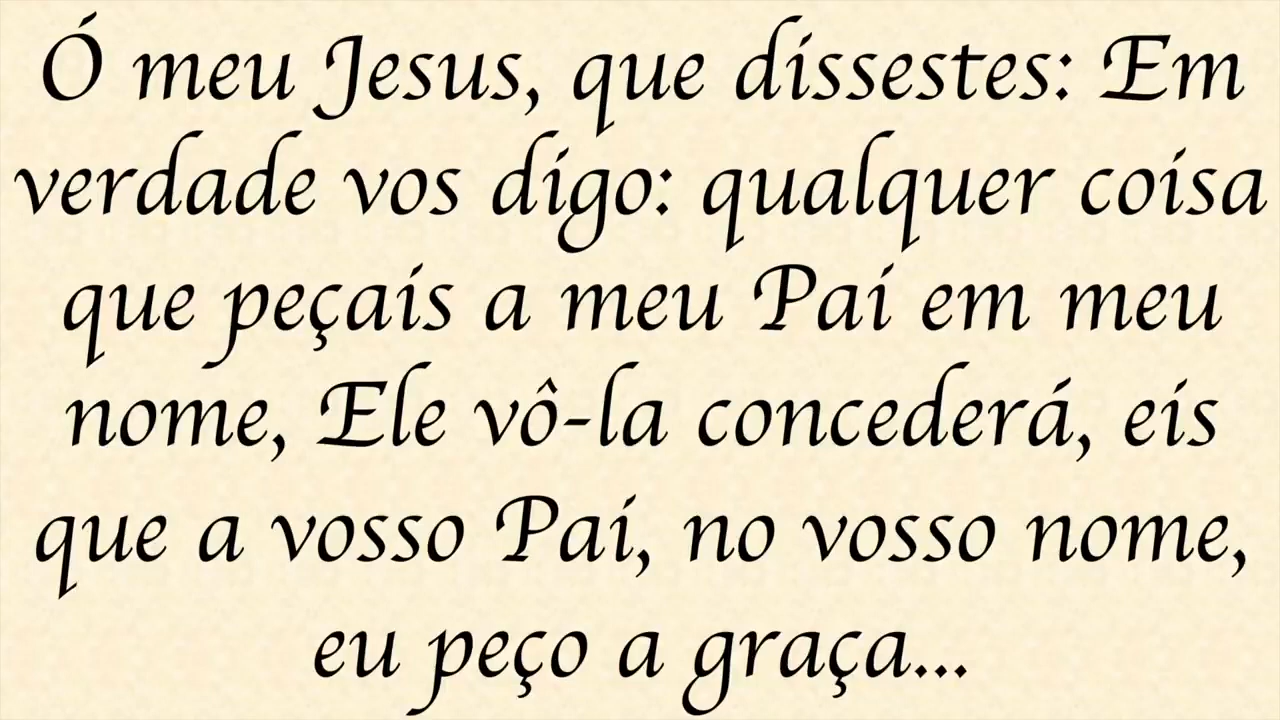 Ó meu Jesus, que dissestes: Em
verdade vos digo: qualquer coisa
que peçais a meu Pai em meu
nome, Ele vô-la concederá, eis
que a vosso Pai, no vosso nome,
eu peço a graça...